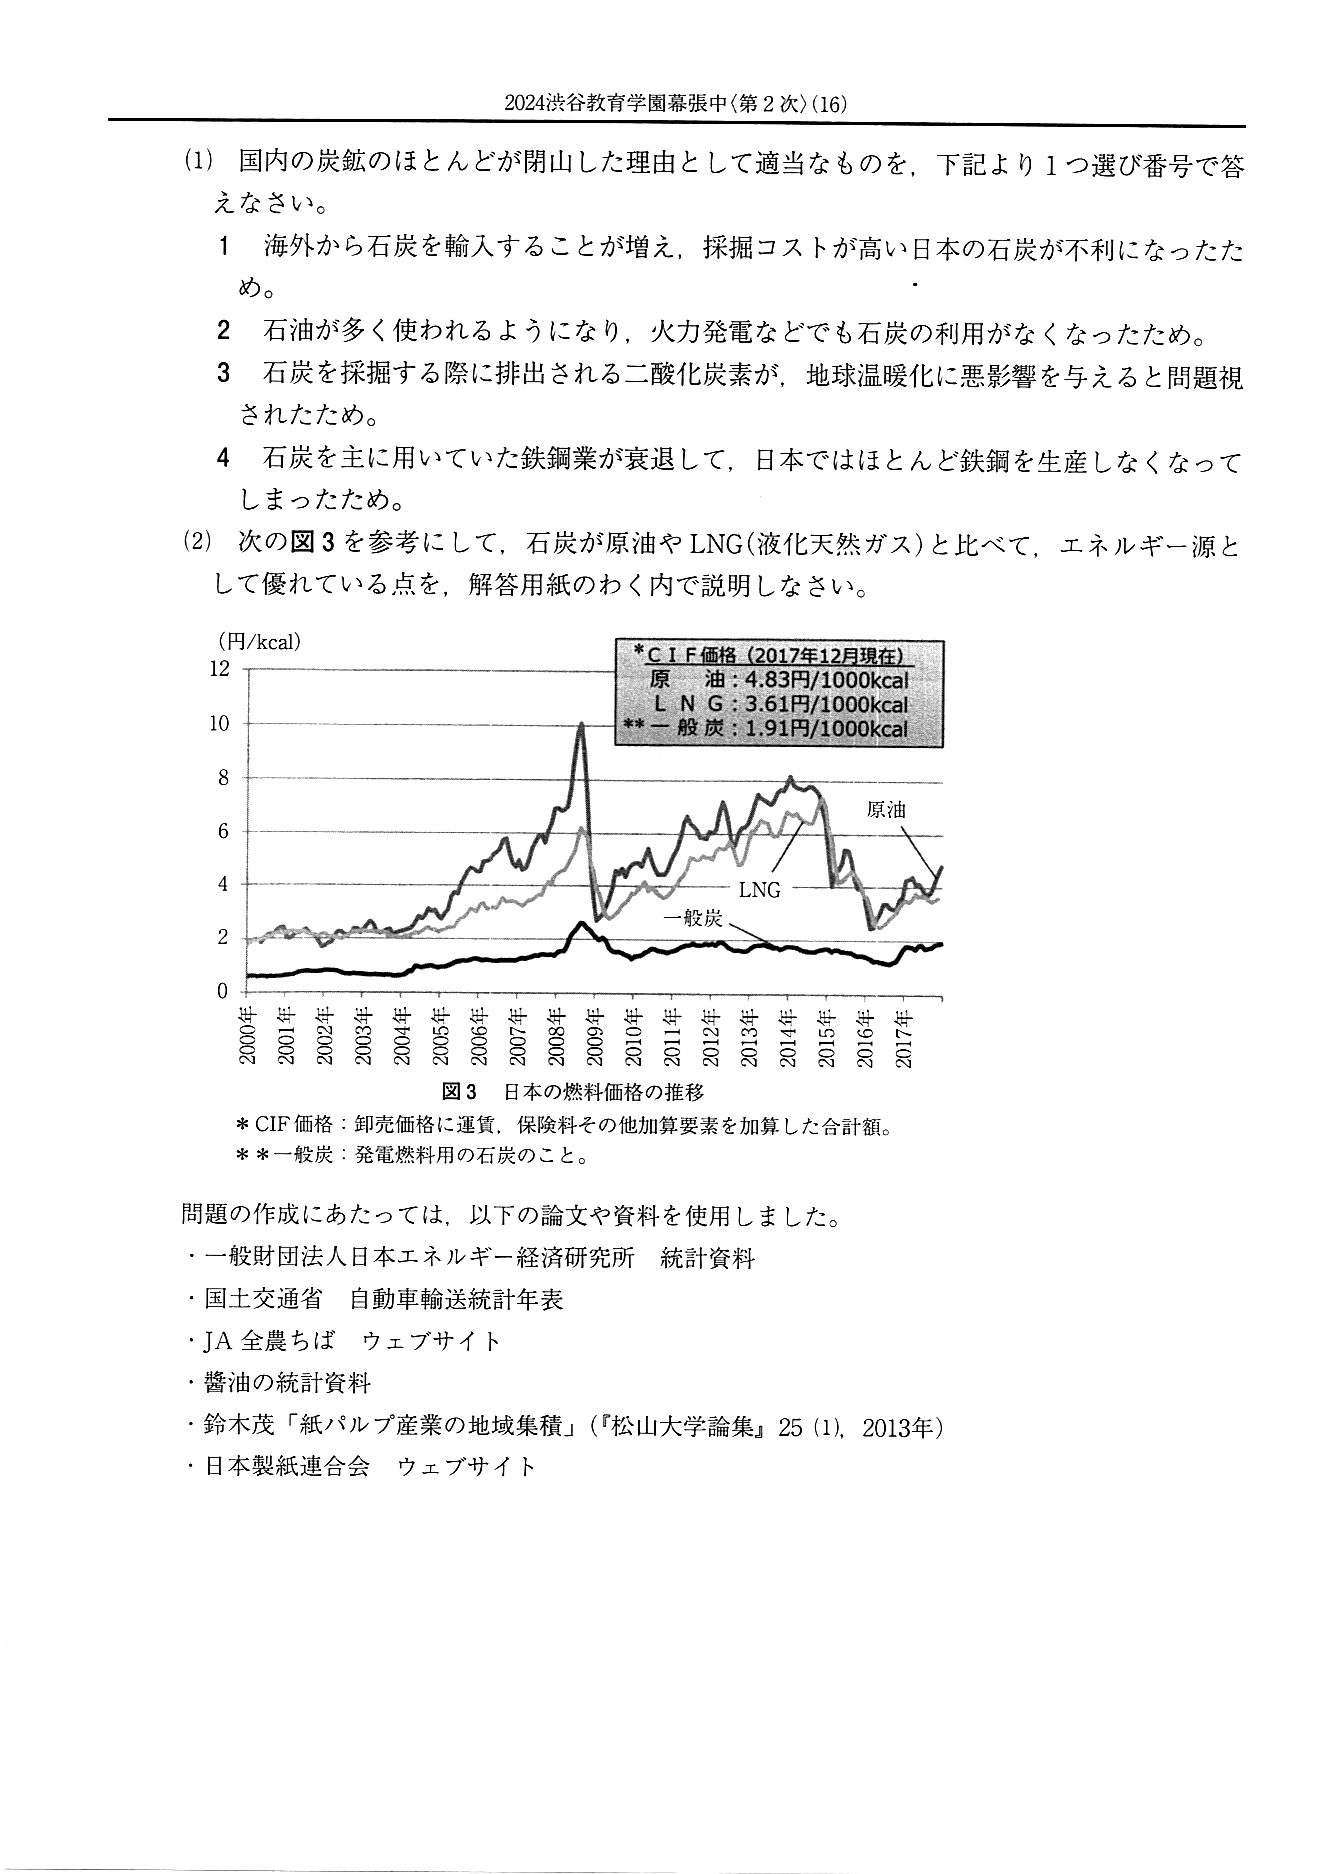 2024渋谷教育学園幕張中〈第2次〉(16)
(1) 国内の炭鉱のほとんどが閉山した理由として適当なものを，下記より1つ選び番号で答
えなさい。
1 海外から石炭を輸入することが増え，採掘コストが高い日本の石炭が不利になったた
め。
2 石油が多く使われるようになり，火力発電などでも石炭の利用がなくなったため。
3 石炭を採掘する際に排出される二酸化炭素が，地球温暖化に悪影響を与えると問題視
されたため。
4 石炭を主に用いていた鉄鋼業が衰退して，日本ではほとんど鉄鋼を生産しなくなって
しまったため。
(2) 次の図3を参考にして，石炭が原油やLNG(液化天然ガス)と比べて，エネルギー源と
して優れている点を，解答用紙のわく内で説明しなさい。
(円/kcal)
*CIF価格（2017年12月現在）
原油：4.83円/1000kcal
LNG：3.61円/1000kcal
**一般炭：1.91円/1000kcal
12
10
8
6
4
2
0
原油
LNG
一般炭
2000年
2001年
2002年
2003年
2004年
2005年
2006年
2007年
2008年
2009年
2010年
2011年
2012年
2013年
2014年
2015年
2016年
2017年
図3 日本の燃料価格の推移
＊CIF価格：卸売価格に運賃，保険料その他加算要素を加算した合計額。
＊＊一般炭：発電燃料用の石炭のこと。
問題の作成にあたっては，以下の論文や資料を使用しました。
・一般財団法人日本エネルギー経済研究所 統計資料
・国土交通省 自動車輸送統計年表
・JA全農ちば ウェブサイト
・醬油の統計資料
・鈴木茂「紙パルプ産業の地域集積」（『松山大学論集』25 (1)，2013年）
・日本製紙連合会 ウェブサイト